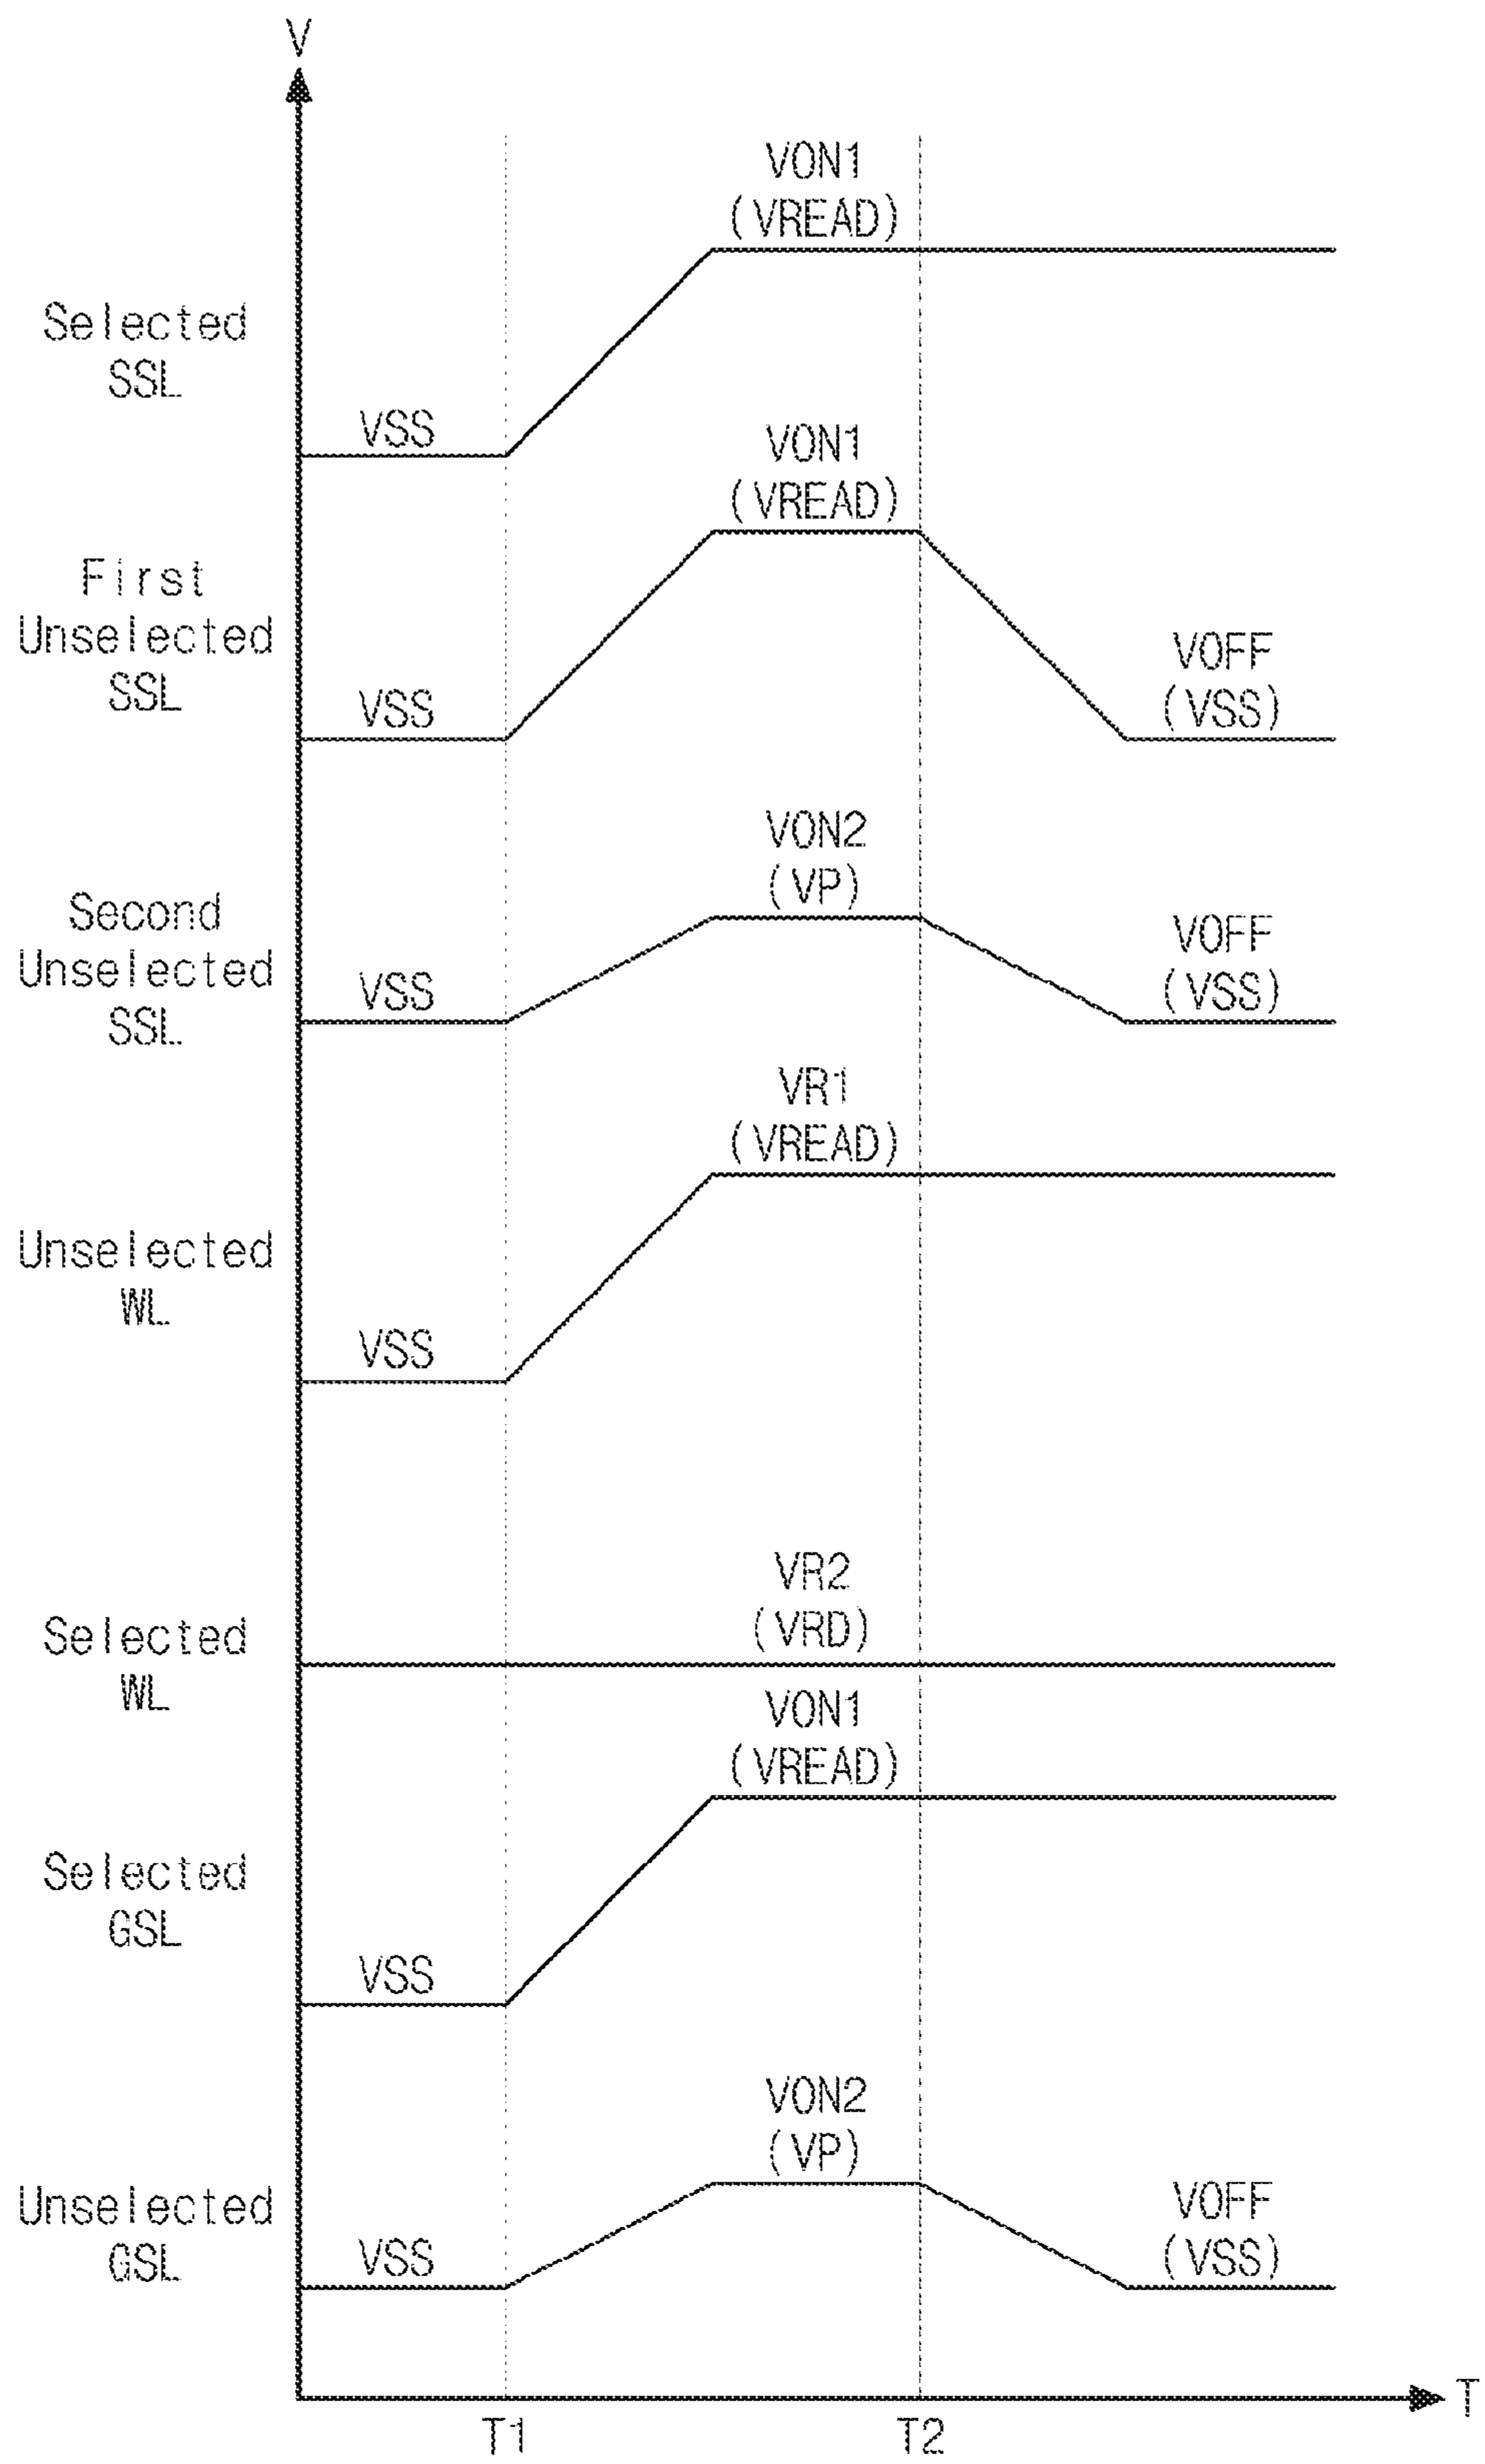 V
VON1
(VREAD)
Selected
SSL
VSS
VON1
(VREAD)
First
Unselected
SSL
VSS
VOFF
(VSS)
VON2
(VP)
Second
Unselected
SSL
VSS
VOFF
(VSS)
VR1
(VREAD)
Unselected
WL
VSS
VR2
(VRD)
Selected
WL
VON1
(VREAD)
Selected
GSL
VSS
VON2
(VP)
Unselected
GSL
VSS
VOFF
(VSS)
T
T1
T2